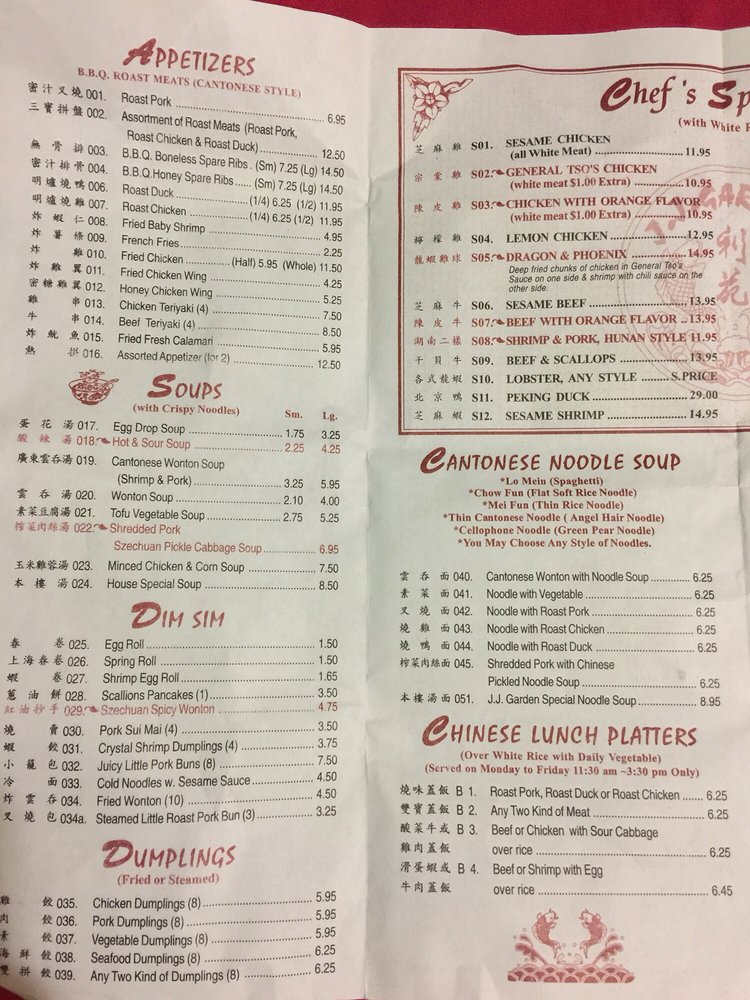 APPETIZERS
B.B.Q. ROAST MEATS (CANTONESE STYLE)
密汁叉燒 001. Roast Pork 6.95
三寶拼盤 002. Assortment of Roast Meats (Roast Pork,
Roast Chicken & Roast Duck) 12.50
無骨排 003. B.B.Q. Boneless Spare Ribs. (Sm) 7.25 (Lg) 14.50
密汁排骨 004. B.B.Q.Honey Spare Ribs (Sm) 7.25 (Lg) 14.50
明爐燒鴨 006. Roast Duck (1/4) 6.25 (1/2) 11.95
明爐燒雞 007. Roast Chicken (1/4) 6.25 (1/2) 11.95
炸蝦仁 008. Fried Baby Shrimp 4.95
炸薯條 009. French Fries 2.25
炸雞 010. Fried Chicken (Half) 5.95 (Whole) 11.50
炸雞翼 011. Fried Chicken Wing 4.25
密糖雞翼 012. Honey Chicken Wing 5.25
雞串 013. Chicken Teriyaki (4) 7.50
牛串 014. Beef Teriyaki (4) 8.50
炸魷魚 015. Fried Fresh Calamari 5.95
熱拼 016. Assorted Appetizer (for 2) 12.50
SOUPS
(with Crispy Noodles) Sm. Lg.
蛋花湯 017. Egg Drop Soup 1.75 3.25
酸辣湯 018. Hot & Sour Soup 2.25 4.25
廣東雲吞湯 019. Cantonese Wonton Soup
(Shrimp & Pork) 3.25 5.95
雲吞湯 020. Wonton Soup 2.10 4.00
素菜豆腐湯 021. Tofu Vegetable Soup 2.75 5.25
榨菜肉絲湯 022. Shredded Pork
Szechuan Pickle Cabbage Soup 6.95
玉米雞蓉湯 023. Minced Chicken & Corn Soup 7.50
本樓湯 024. House Special Soup 8.50
DIM SIM
春卷 025. Egg Roll 1.50
上海春卷 026. Spring Roll 1.50
蝦卷 027. Shrimp Egg Roll 1.65
蔥油餅 028. Scallions Pancakes (1) 3.50
紅油抄手 029. Szechuan Spicy Wonton 4.75
燒賣 030. Pork Sui Mai (4) 3.50
蝦餃 031. Crystal Shrimp Dumplings (4) 3.75
小籠包 032. Juicy Little Pork Buns (8) 7.50
冷面 033. Cold Noodles w. Sesame Sauce 4.50
炸雲吞 034. Fried Wonton (10) 4.50
叉燒包 034a. Steamed Little Roast Pork Bun (3) 3.25
DUMPLINGS
(Fried or Steamed)
雞餃 035. Chicken Dumplings (8) 5.95
肉餃 036. Pork Dumplings (8) 5.95
素餃 037. Vegetable Dumplings (8) 5.95
海鮮餃 038. Seafood Dumplings (8) 6.25
雙拼餃 039. Any Two Kind of Dumplings (8) 6.25
Chef's Sp
(with White R
芝麻雞 S01. SESAME CHICKEN
(all White Meat) 11.95
宗棠雞 S02. GENERAL TSO'S CHICKEN
(white meat $1.00 Extra) 10.95
陳皮雞 S03. CHICKEN WITH ORANGE FLAVOR
(white meat $1.00 Extra) 10.95
檸檬雞 S04. LEMON CHICKEN 12.95
龍蝦雞球 S05. DRAGON & PHOENIX 14.95
Deep fried chunks of chicken in General Tso's
Sauce on one side & shrimp with chili sauce on the
other side.
芝麻牛 S06. SESAME BEEF 13.95
陳皮牛 S07. BEEF WITH ORANGE FLAVOR 13.95
湖南二樣 S08. SHRIMP & PORK, HUNAN STYLE 11.95
干貝牛 S09. BEEF & SCALLOPS 13.95
各式龍蝦 S10. LOBSTER, ANY STYLE S.PRICE
北京鴨 S11. PEKING DUCK 29.00
芝麻蝦 S12. SESAME SHRIMP 14.95
CANTONESE NOODLE SOUP
*Lo Mein (Spaghetti)
*Chow Fun (Flat Soft Rice Noodle)
*Mei Fun (Thin Rice Noodle)
*Thin Cantonese Noodle ( Angel Hair Noodle)
*Cellophone Noodle (Green Pear Noodle)
*You May Choose Any Style of Noodles.
雲吞面 040. Cantonese Wonton with Noodle Soup 6.25
素菜面 041. Noodle with Vegetable 6.25
叉燒面 042. Noodle with Roast Pork 6.25
燒雞面 043. Noodle with Roast Chicken 6.25
燒鴨面 044. Noodle with Roast Duck 6.25
榨菜肉絲面 045. Shredded Pork with Chinese
Pickled Noodle Soup 6.25
本樓湯面 051. J.J. Garden Special Noodle Soup 8.95
CHINESE LUNCH PLATTERS
(Over White Rice with Daily Vegetable)
(Served on Monday to Friday 11:30 am ~3:30 pm Only)
燒味蓋飯 B 1. Roast Pork, Roast Duck or Roast Chicken 6.25
雙寶蓋飯 B 2. Any Two Kind of Meat 6.25
酸菜牛或 B 3. Beef or Chicken with Sour Cabbage
雞肉蓋飯 over rice 6.25
滑蛋蝦或 B 4. Beef or Shrimp with Egg
牛肉蓋飯 over rice 6.45